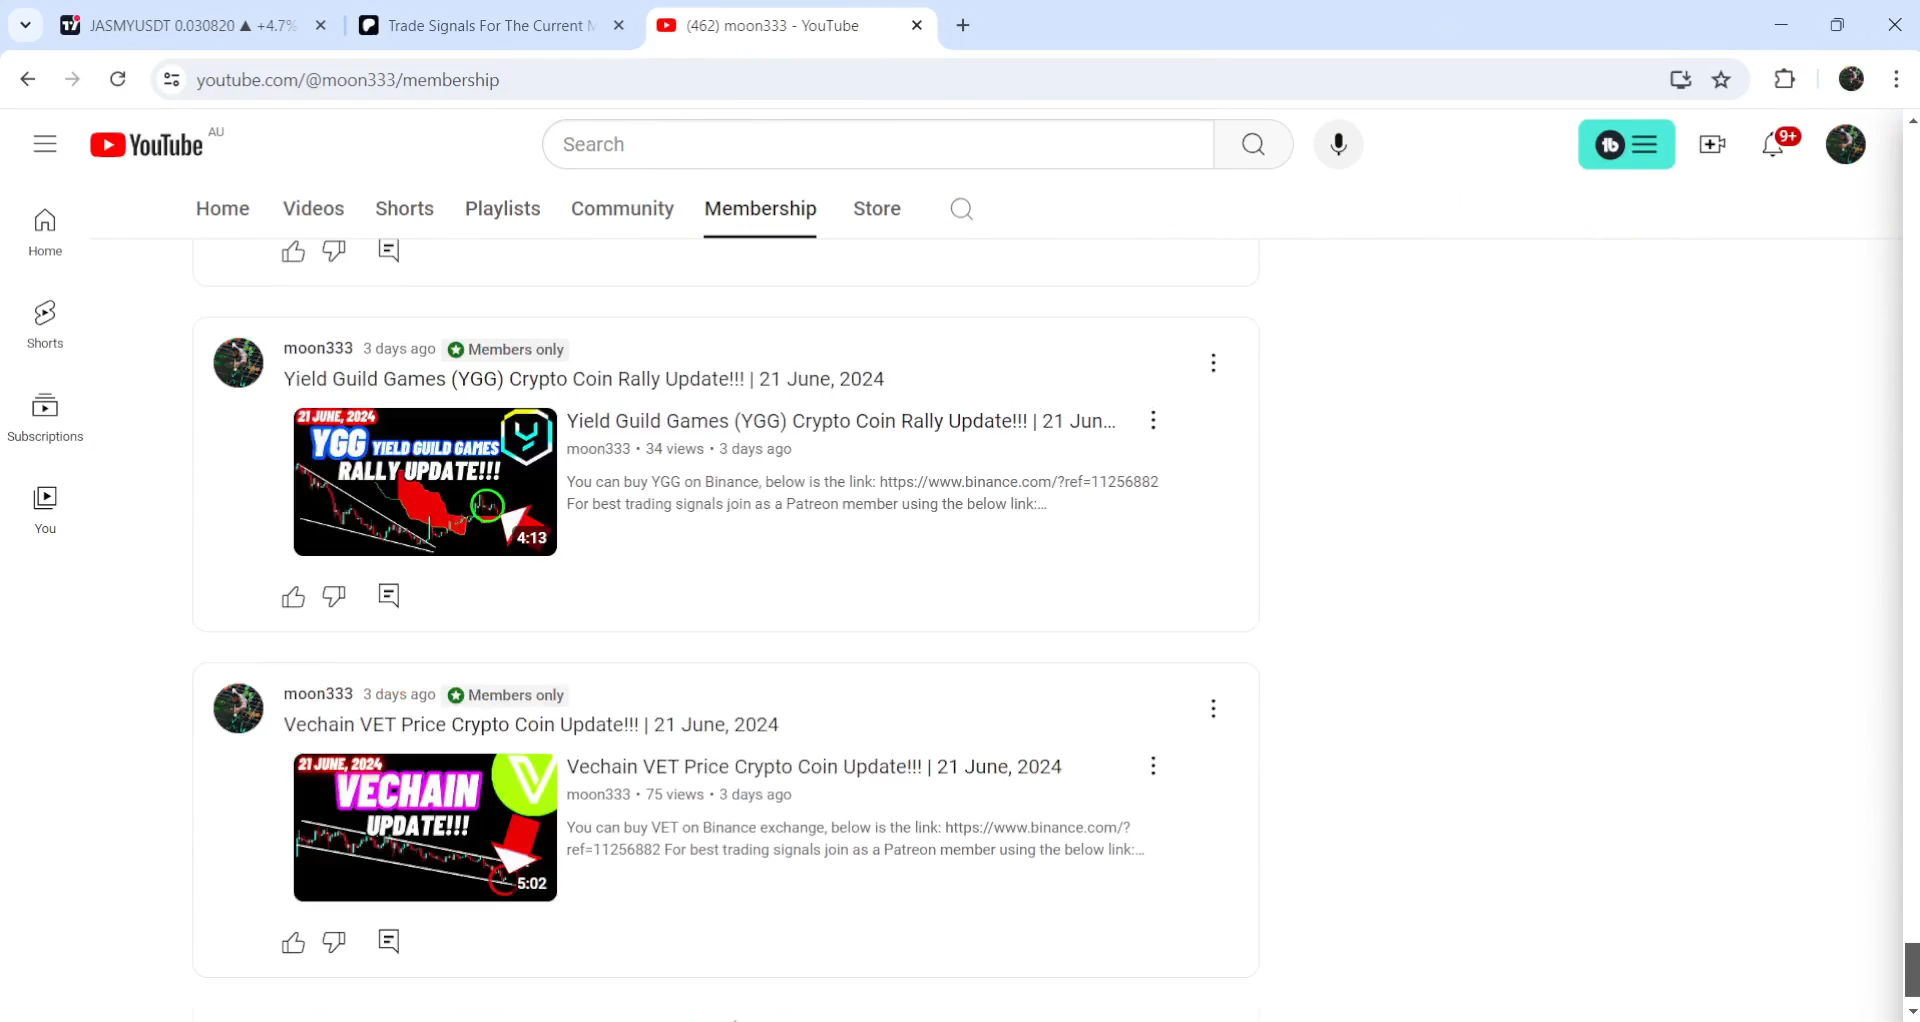 JASMYUSDT 0.030820 ▲ +4.7%
Trade Signals For The Current M
(462) moon333 - YouTube
youtube.com/@moon333/membership
YouTube AU
Search
9+
Home
Videos
Shorts
Playlists
Community
Membership
Store
Home
Shorts
Subscriptions
You
moon333 3 days ago Members only
Yield Guild Games (YGG) Crypto Coin Rally Update!!! | 21 June, 2024
21 JUNE, 2024
YGG YIELD GUILD GAMES
RALLY UPDATE!!!
4:13
Yield Guild Games (YGG) Crypto Coin Rally Update!!! | 21 Jun...
moon333 • 34 views • 3 days ago
You can buy YGG on Binance, below is the link: https://www.binance.com/?ref=11256882
For best trading signals join as a Patreon member using the below link:...
moon333 3 days ago Members only
Vechain VET Price Crypto Coin Update!!! | 21 June, 2024
21 JUNE, 2024
VECHAIN
UPDATE!!!
5:02
Vechain VET Price Crypto Coin Update!!! | 21 June, 2024
moon333 • 75 views • 3 days ago
You can buy VET on Binance exchange, below is the link: https://www.binance.com/?
ref=11256882 For best trading signals join as a Patreon member using the below link:...